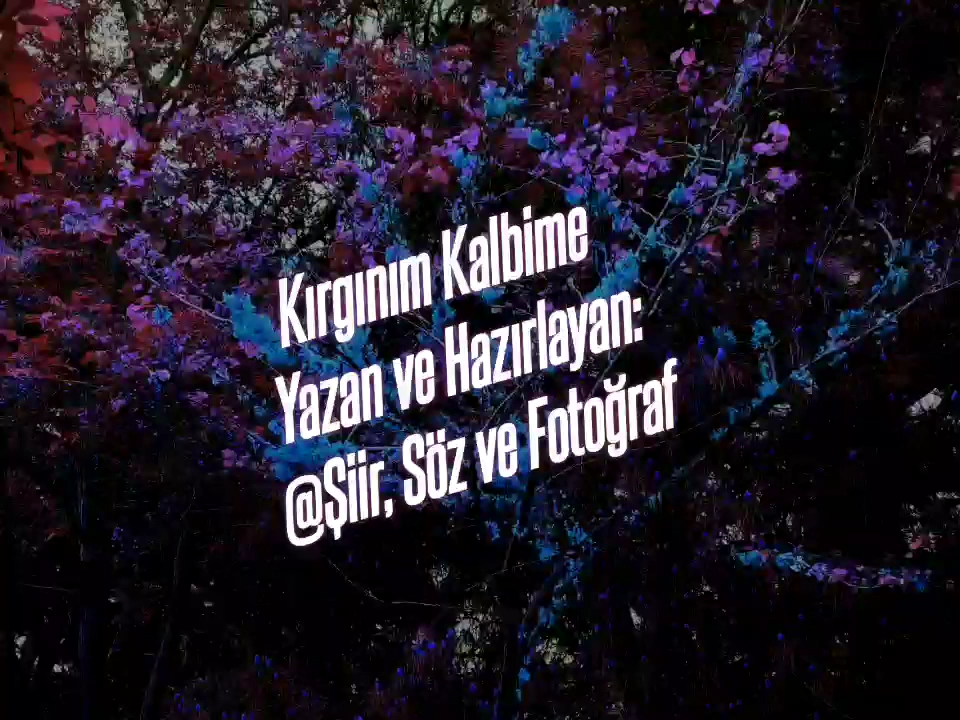 Kırgınım Kalbime
Yazan ve Hazırlayan:
@Şiir, Söz ve Fotoğraf